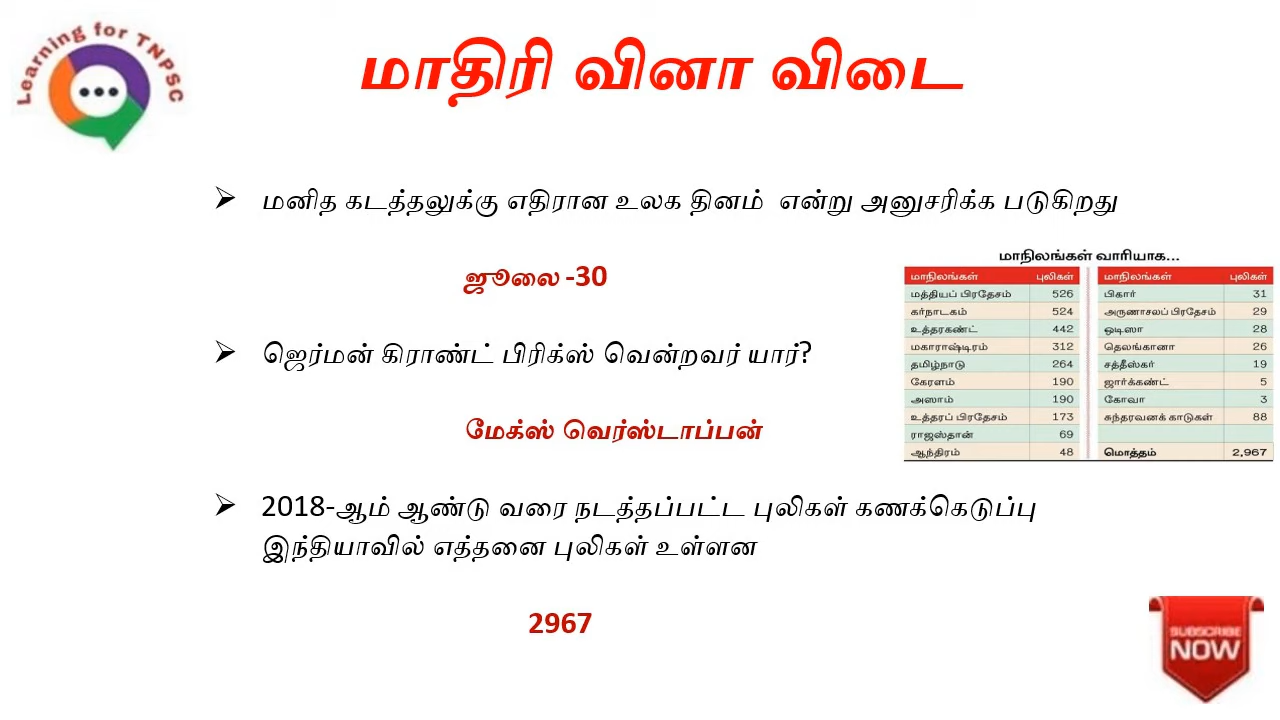 Learning for TNPSC
மாதிரி வினா விடை
➢ மனித கடத்தலுக்கு எதிரான உலக தினம் என்று அனுசரிக்க படுகிறது
ஜூலை -30
➢ ஜெர்மன் கிராண்ட் பிரிக்ஸ் வென்றவர் யார்?
மேக்ஸ் வெர்ஸ்டாப்பன்
➢ 2018-ஆம் ஆண்டு வரை நடத்தப்பட்ட புலிகள் கணக்கெடுப்பு
இந்தியாவில் எத்தனை புலிகள் உள்ளன
2967
மாநிலங்கள் வாரியாக...
மாநிலங்கள் புலிகள் மாநிலங்கள் புலிகள்
மத்தியப் பிரதேசம் 526 பிகார் 31
கர்நாடகம் 524 அருணாசலப் பிரதேசம் 29
உத்தரகண்ட் 442 ஒடிஸா 28
மகாராஷ்டிரம் 312 தெலங்கானா 26
தமிழ்நாடு 264 சத்தீஸ்கர் 19
கேரளம் 190 ஜார்க்கண்ட் 5
அஸாம் 190 கோவா 3
உத்தரப் பிரதேசம் 173 சுந்தரவனக் காடுகள் 88
ராஜஸ்தான் 69
ஆந்திரம் 48 மொத்தம் 2,967
SUBSCRIBE
NOW